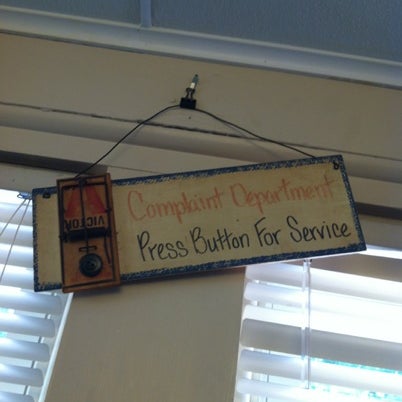 Complaint Department
Press Button For Service
VICTOR